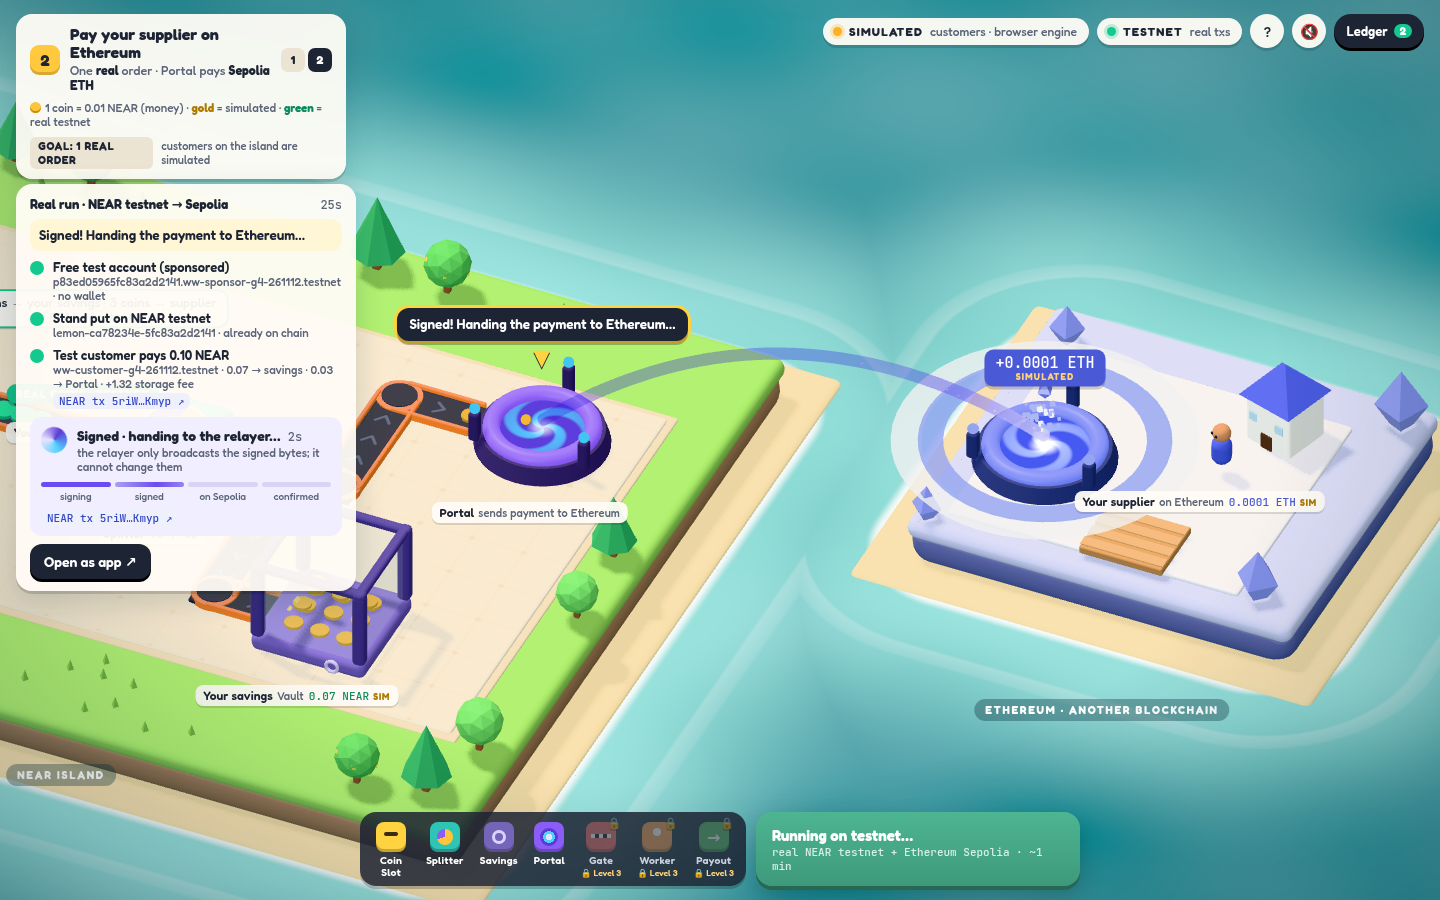 2
Pay your supplier on
Ethereum
One real order · Portal pays Sepolia
ETH
1 2
1 coin = 0.01 NEAR (money) · gold = simulated · green =
real testnet
GOAL: 1 REAL
ORDER
customers on the island are
simulated
SIMULATED customers · browser engine
TESTNET real txs
?
Ledger 2
Real run · NEAR testnet → Sepolia 25s
Signed! Handing the payment to Ethereum...
Free test account (sponsored)
p83ed05965fc83a2d2141.ww-sponsor-g4-261112.testnet
· no wallet
Stand put on NEAR testnet
lemon-ca78234e-5fc83a2d2141 · already on chain
Test customer pays 0.10 NEAR
ww-customer-g4-261112.testnet · 0.07 → savings · 0.03
→ Portal · +1.32 storage fee
NEAR tx 5riW…Kmyp ↗
Signed · handing to the relayer... 2s
the relayer only broadcasts the signed bytes; it
cannot change them
signing signed on Sepolia confirmed
NEAR tx 5riW…Kmyp ↗
Open as app ↗
Signed! Handing the payment to Ethereum...
Portal sends payment to Ethereum
+0.0001 ETH
SIMULATED
Your supplier on Ethereum 0.0001 ETH SIM
Your savings Vault 0.07 NEAR SIM
ETHEREUM · ANOTHER BLOCKCHAIN
NEAR ISLAND
Coin
Slot
Splitter
Savings
Portal
Gate
Level 3
Worker
Level 3
Payout
Level 3
Running on testnet...
real NEAR testnet + Ethereum Sepolia · ~1
min